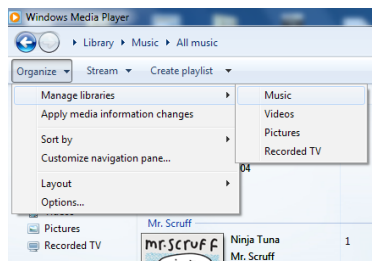 Windows Media Player
Library Music All music
Organize Stream Create playlist
Manage libraries
Apply media information changes
Sort by
Customize navigation pane...
Layout
Options...
Music
Videos
Pictures
Recorded TV
04
Pictures
Recorded TV
Mr. Scruff
mr.scruff
Ninja Tuna
Mr. Scruff
1